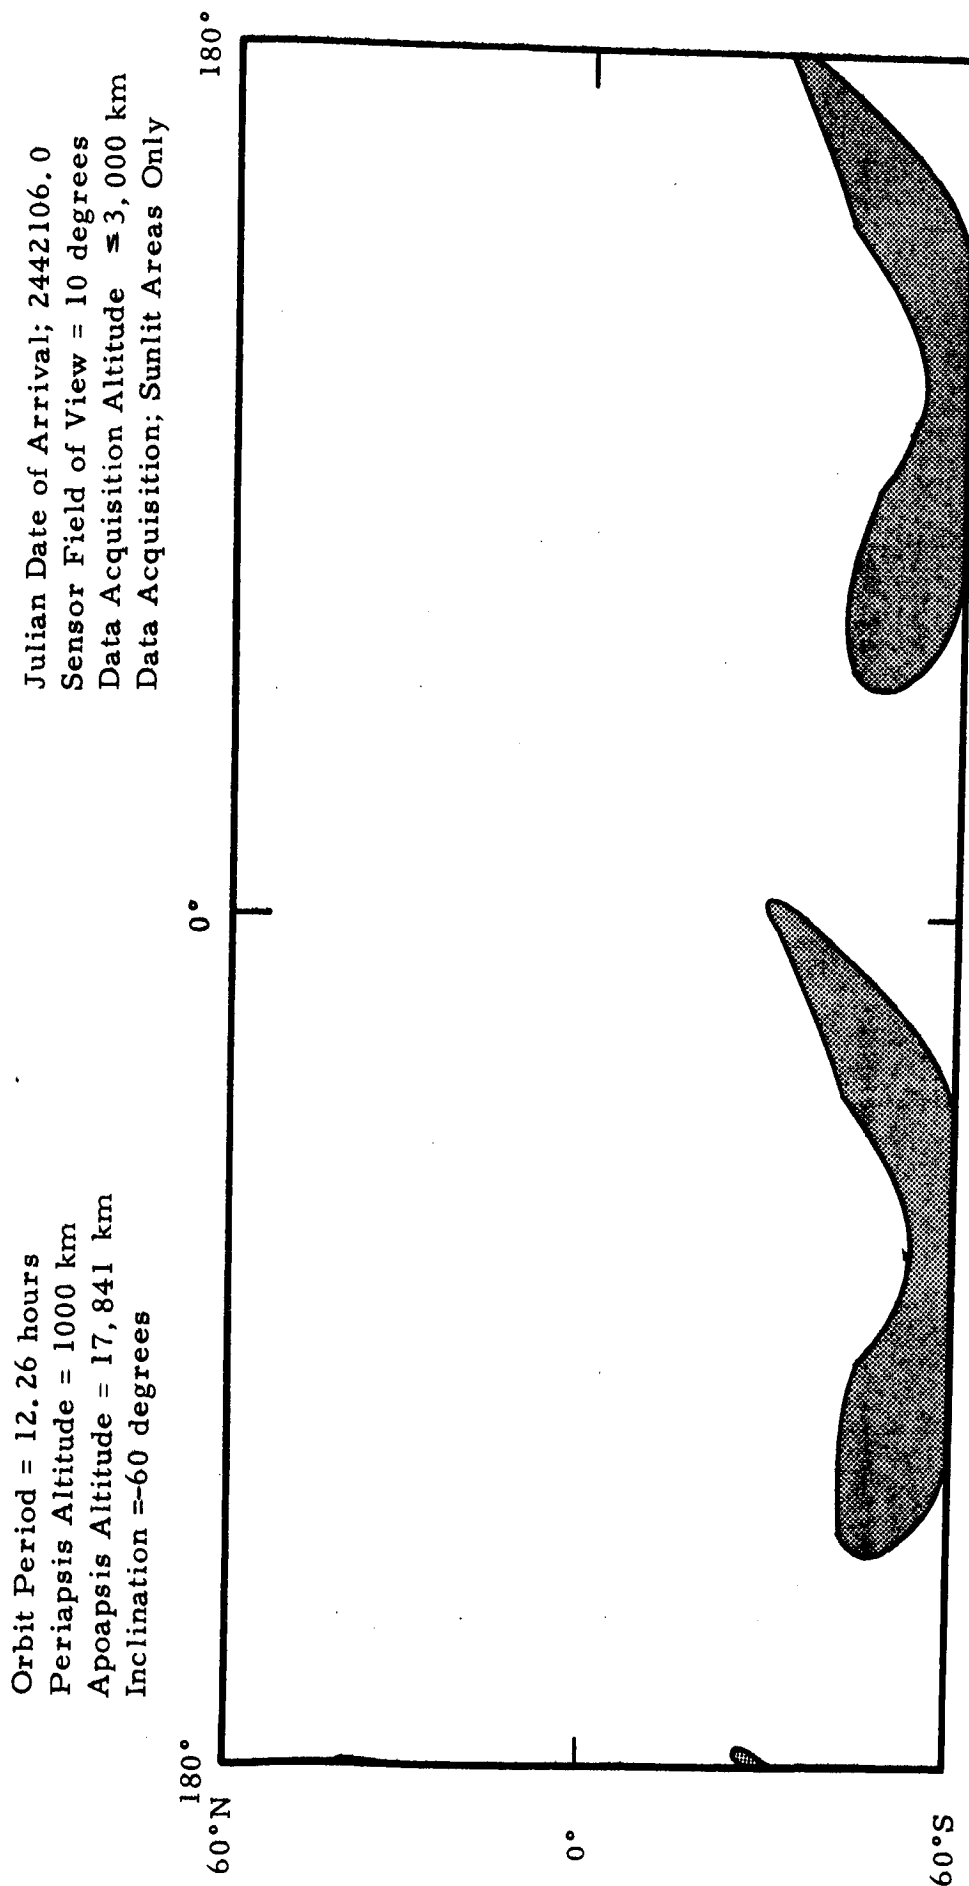 Orbit Period = 12.26 hours
Periapsis Altitude = 1000 km
Apoapsis Altitude = 17,841 km
Inclination =-60 degrees
Julian Date of Arrival; 2442106.0
Sensor Field of View = 10 degrees
Data Acquisition Altitude ≤ 3,000 km
Data Acquisition; Sunlit Areas Only
180°
0°
180°
60°N
0°
60°S